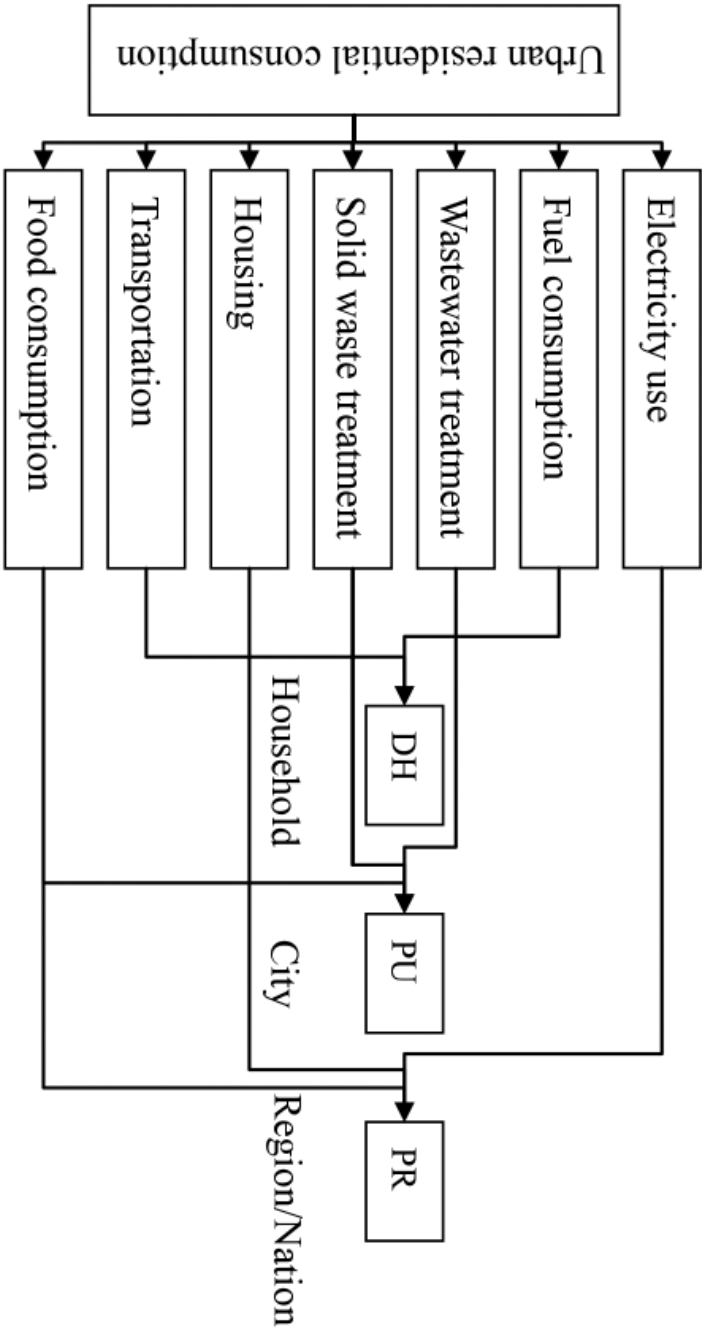 Urban residential consumption
Electricity use
Fuel consumption
Wastewater treatment
Solid waste treatment
Housing
Transportation
Food consumption
DH
Household
PU
City
PR
Region/Nation